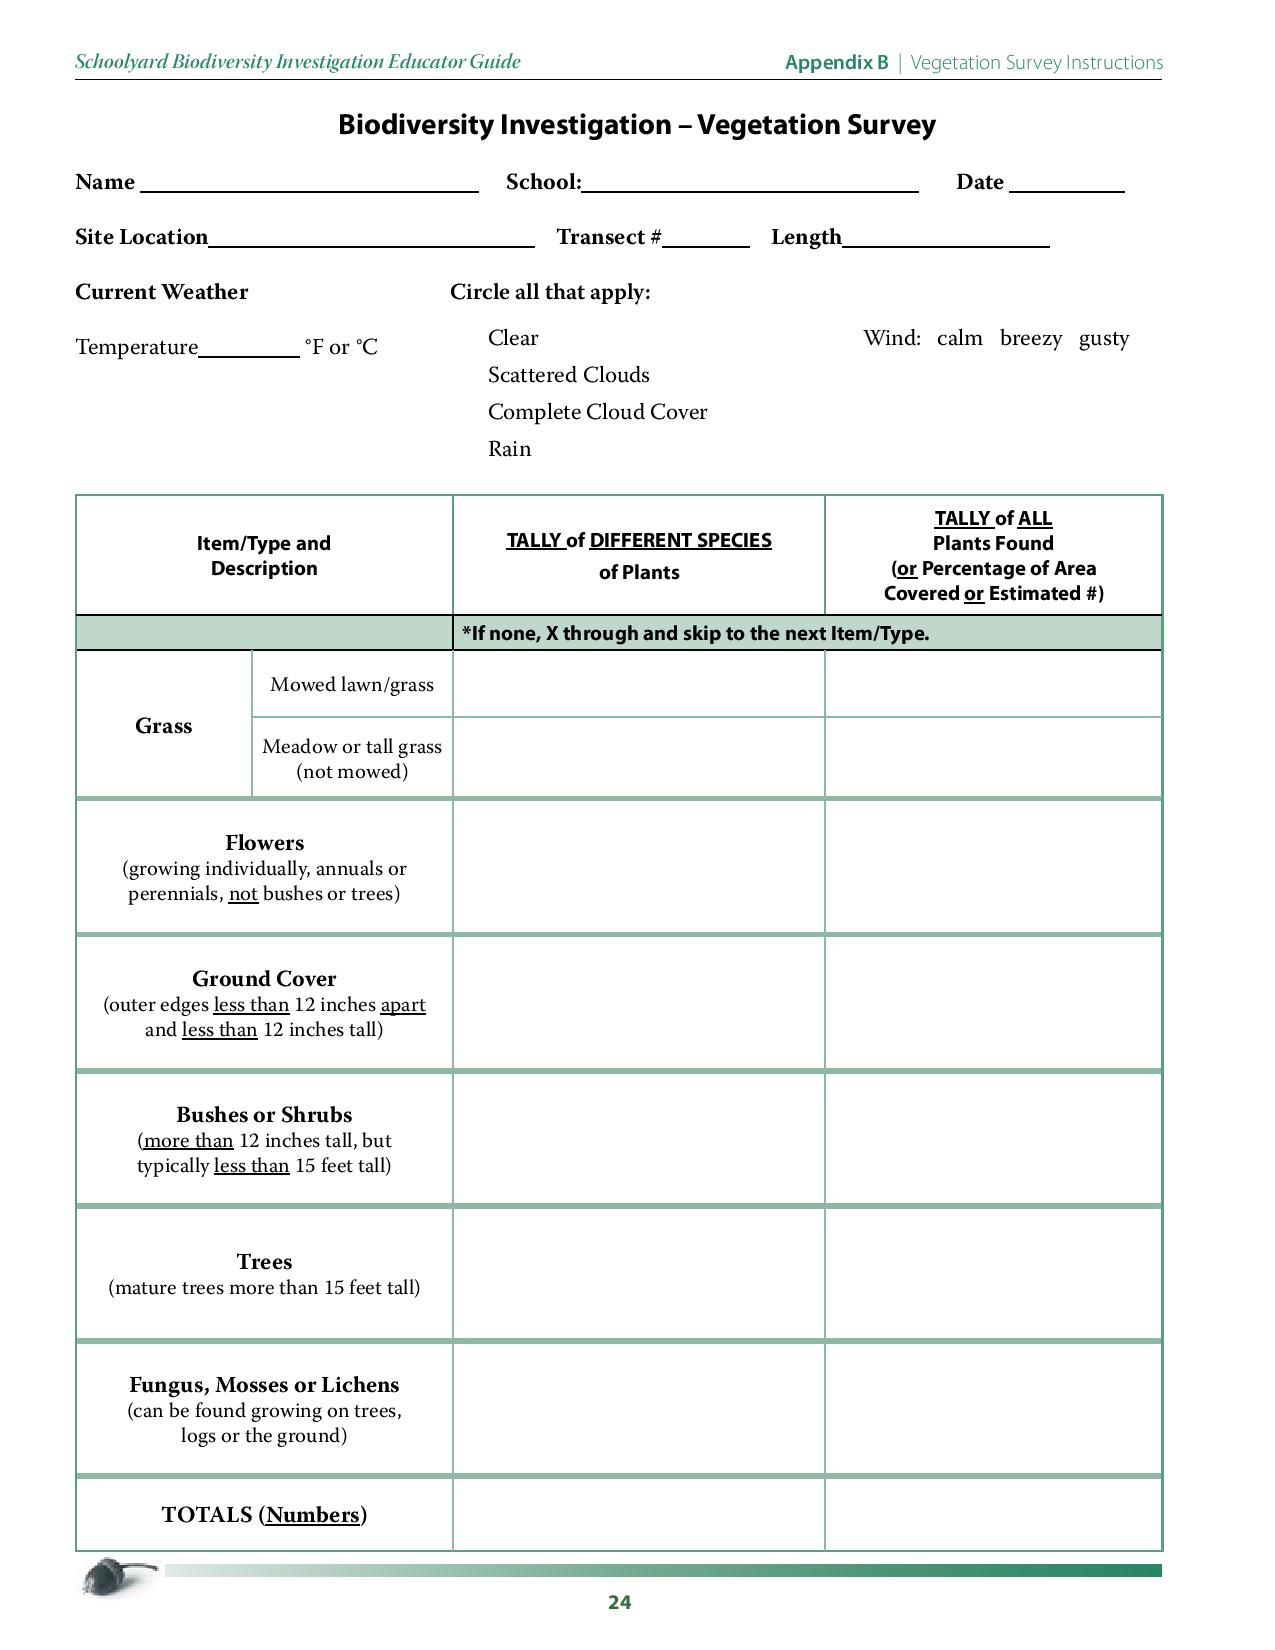 Schoolyard Biodiversity Investigation Educator Guide
Appendix B | Vegetation Survey Instructions
Biodiversity Investigation – Vegetation Survey
Name School: Date
Site Location Transect # Length
Current Weather Circle all that apply:
Temperature °F or °C
Clear
Wind: calm breezy gusty
Scattered Clouds
Complete Cloud Cover
Rain
Item/Type and
Description
TALLY of DIFFERENT SPECIES
of Plants
TALLY of ALL
Plants Found
(or Percentage of Area
Covered or Estimated #)
*If none, X through and skip to the next Item/Type.
Grass
Mowed lawn/grass
Meadow or tall grass
(not mowed)
Flowers
(growing individually, annuals or
perennials, not bushes or trees)
Ground Cover
(outer edges less than 12 inches apart
and less than 12 inches tall)
Bushes or Shrubs
(more than 12 inches tall, but
typically less than 15 feet tall)
Trees
(mature trees more than 15 feet tall)
Fungus, Mosses or Lichens
(can be found growing on trees,
logs or the ground)
TOTALS (Numbers)
24